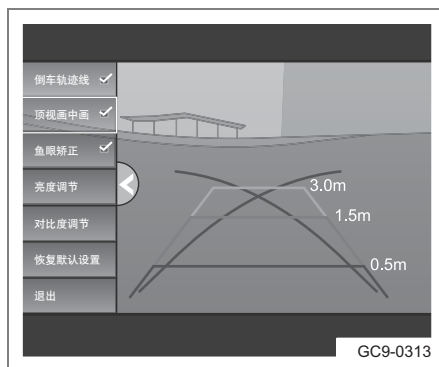 倒车轨迹线
顶视画中画
鱼眼矫正
亮度调节
对比度调节
恢复默认设置
退出
3.0m
1.5m
0.5m
GC9-0313